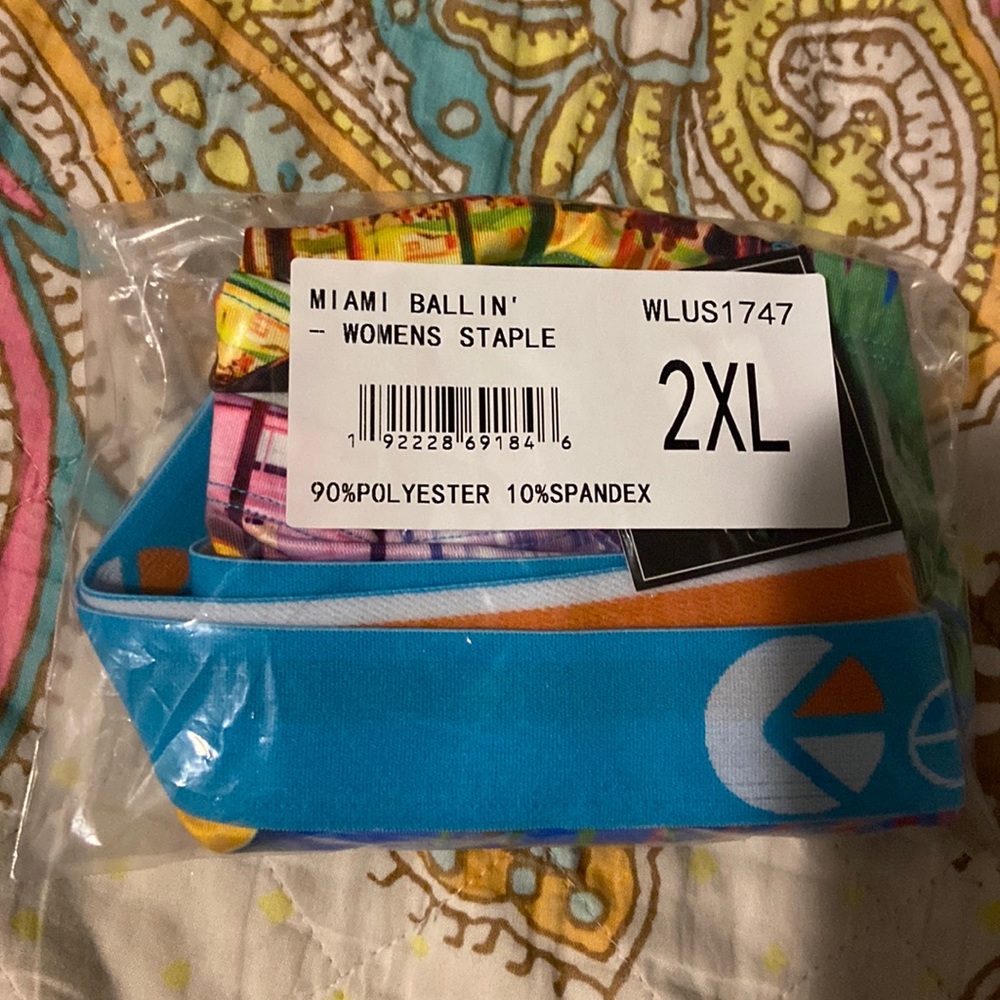 MIAMI BALLIN'
- WOMENS STAPLE
WLUS1747
2XL
1 92228 69184 6
90%POLYESTER 10%SPANDEX